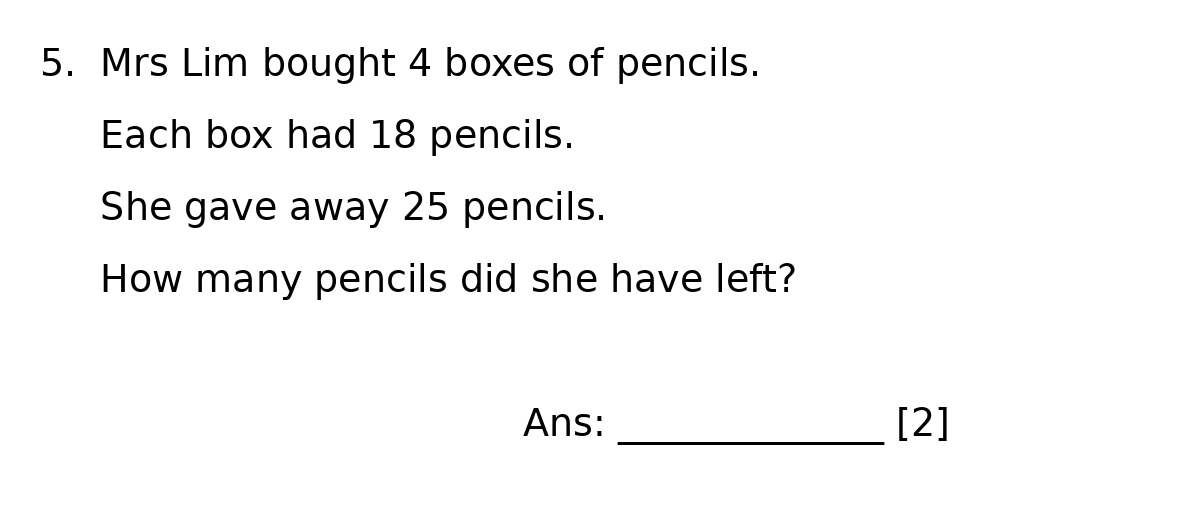 5. Mrs Lim bought 4 boxes of pencils.
Each box had 18 pencils.
She gave away 25 pencils.
How many pencils did she have left?
Ans: ______________ [2]